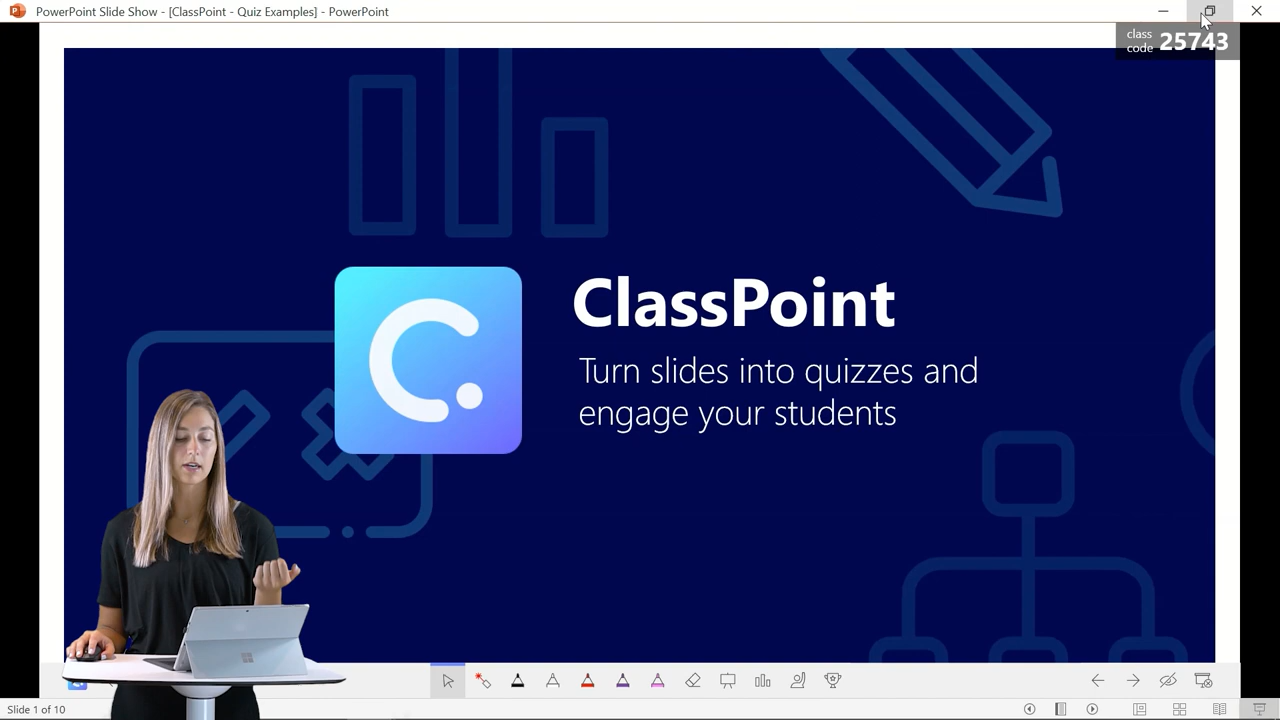 PowerPoint Slide Show - [ClassPoint - Quiz Examples] - PowerPoint
class
code 25743
ClassPoint
Turn slides into quizzes and
engage your students
Slide 1 of 10